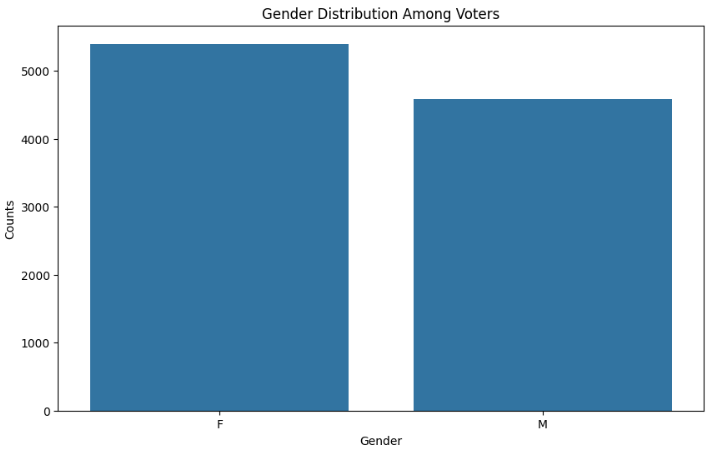 Gender Distribution Among Voters
5000
4000
3000
2000
1000
0
Counts
F
M
Gender